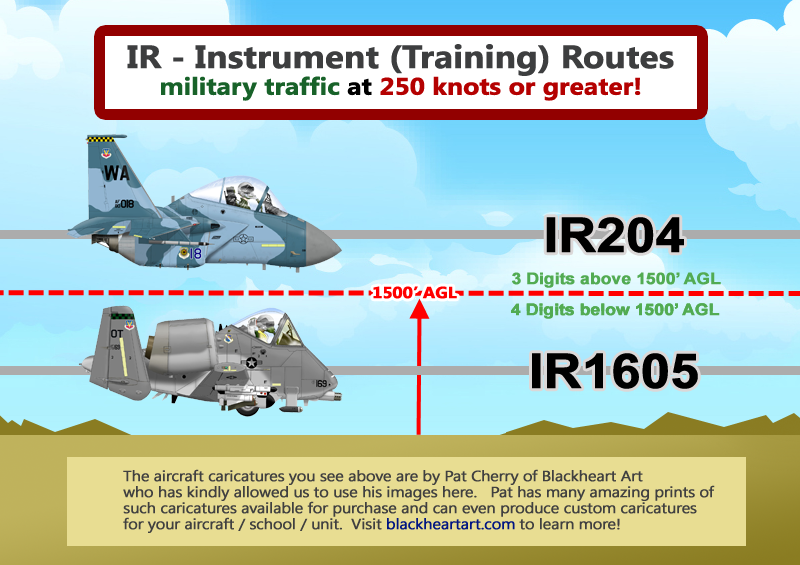 IR - Instrument (Training) Routes
military traffic at 250 knots or greater!
WA
AF
018
18
IR204
3 Digits above 1500’ AGL
1500’ AGL
4 Digits below 1500’ AGL
OT
IR1605
169
The aircraft caricatures you see above are by Pat Cherry of Blackheart Art
who has kindly allowed us to use his images here. Pat has many amazing prints of
such caricatures available for purchase and can even produce custom caricatures
for your aircraft / school / unit. Visit blackheartart.com to learn more!